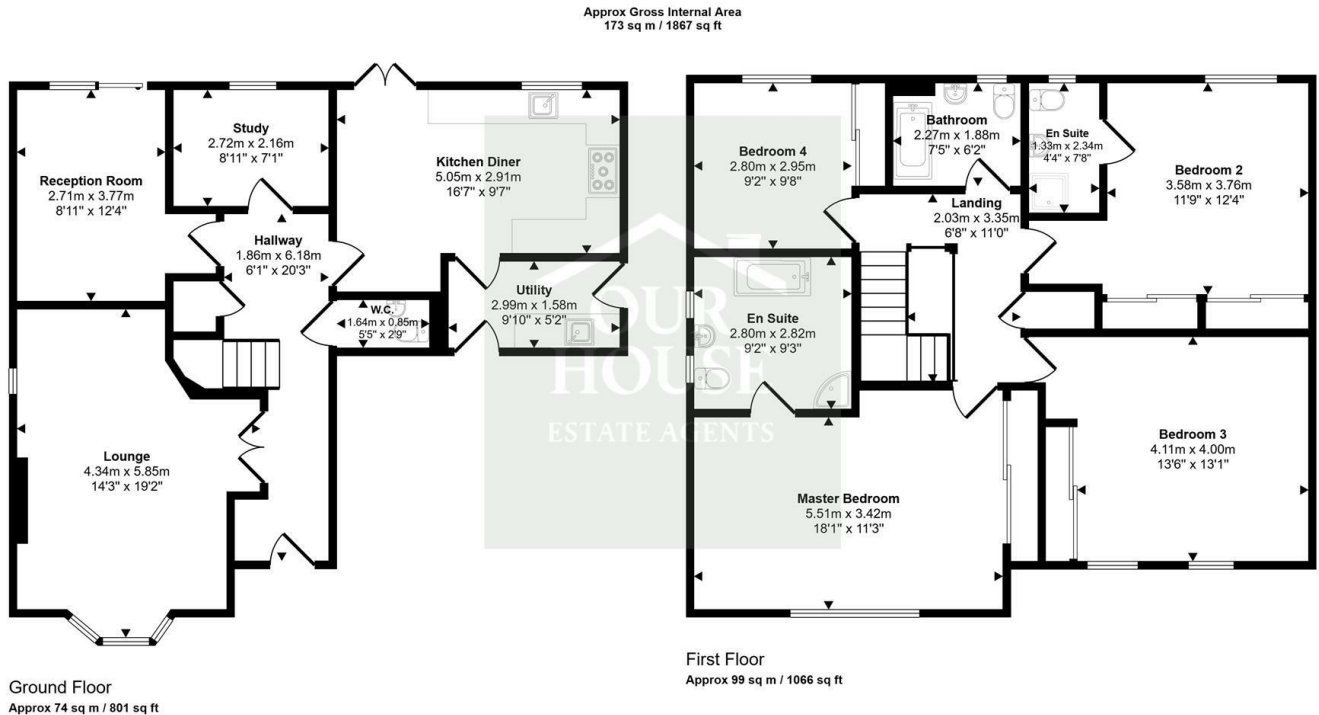 Approx Gross Internal Area
173 sq m / 1867 sq ft
Reception Room
2.71m x 3.77m
8'11" x 12'4"
Study
2.72m x 2.16m
8'11" x 7'1"
Kitchen Diner
5.05m x 2.91m
16'7" x 9'7"
Hallway
1.86m x 6.18m
6'1" x 20'3"
W.C.
1.64m x 0.85m
5'5" x 2'9"
Utility
2.99m x 1.58m
9'10" x 5'2"
Lounge
4.34m x 5.85m
14'3" x 19'2"
Ground Floor
Approx 74 sq m / 801 sq ft
OUR
HOUSE
ESTATE AGENTS
Bedroom 4
2.80m x 2.95m
9'2" x 9'8"
Bathroom
2.27m x 1.88m
7'5" x 6'2"
En Suite
1.33m x 2.34m
4'4" x 7'8"
Bedroom 2
3.58m x 3.76m
11'9" x 12'4"
Landing
2.03m x 3.35m
6'8" x 11'0"
En Suite
2.80m x 2.82m
9'2" x 9'3"
Master Bedroom
5.51m x 3.42m
18'1" x 11'3"
Bedroom 3
4.11m x 4.00m
13'6" x 13'1"
First Floor
Approx 99 sq m / 1066 sq ft